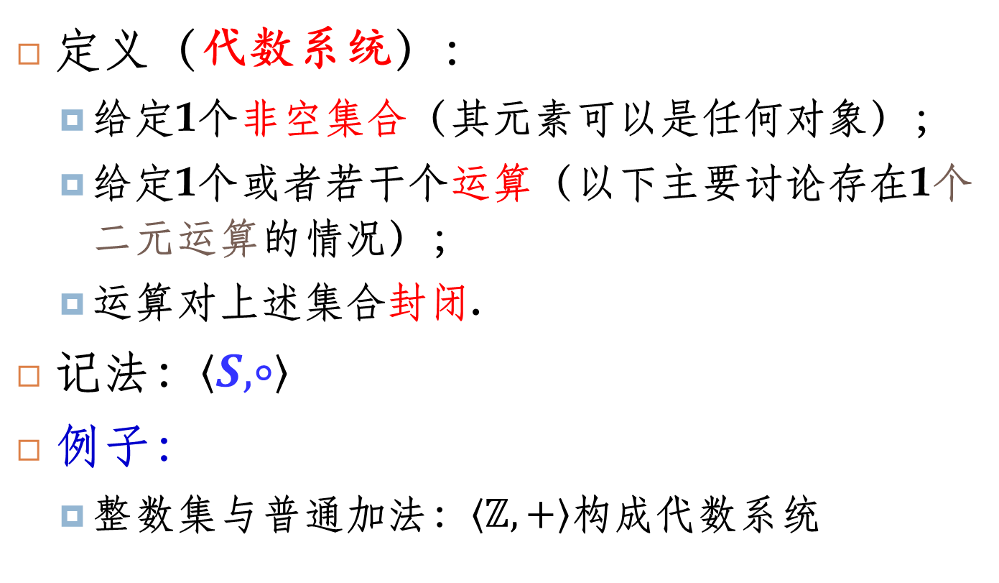 定义（代数系统）：
给定1个非空集合（其元素可以是任何对象）；
给定1个或者若干个运算（以下主要讨论存在1个
二元运算的情况）；
运算对上述集合封闭.
记法：⟨S,∘⟩
例子：
整数集与普通加法：⟨ℤ,+⟩构成代数系统